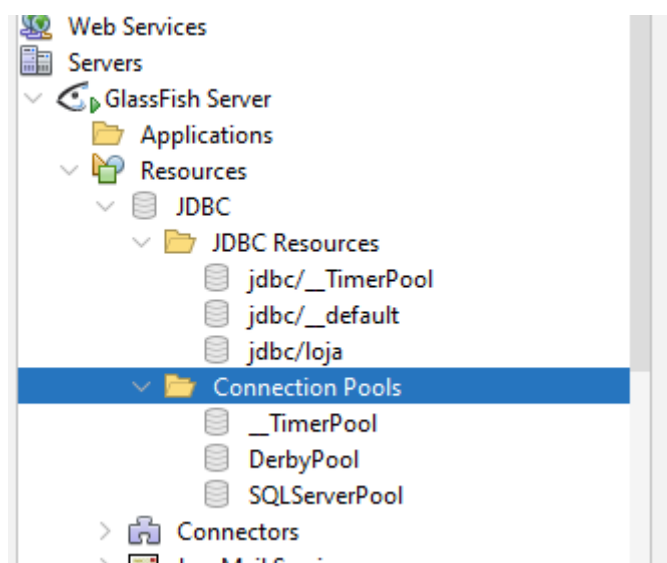 Web Services
Servers
GlassFish Server
Applications
Resources
JDBC
JDBC Resources
jdbc/__TimerPool
jdbc/__default
jdbc/loja
Connection Pools
__TimerPool
DerbyPool
SQLServerPool
Connectors